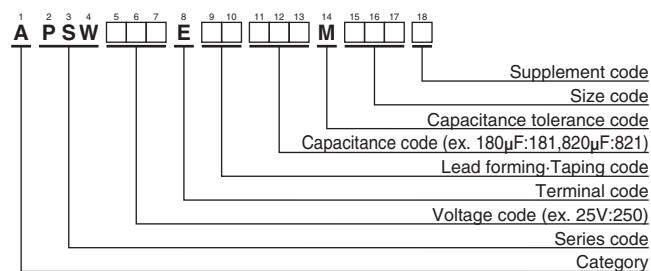 1 2 3 4 5 6 7 8 9 10 11 12 13 14 15 16 17 18
A P S W E M
Supplement code
Size code
Capacitance tolerance code
Capacitance code (ex. 180μF:181,820μF:821)
Lead forming·Taping code
Terminal code
Voltage code (ex. 25V:250)
Series code
Category